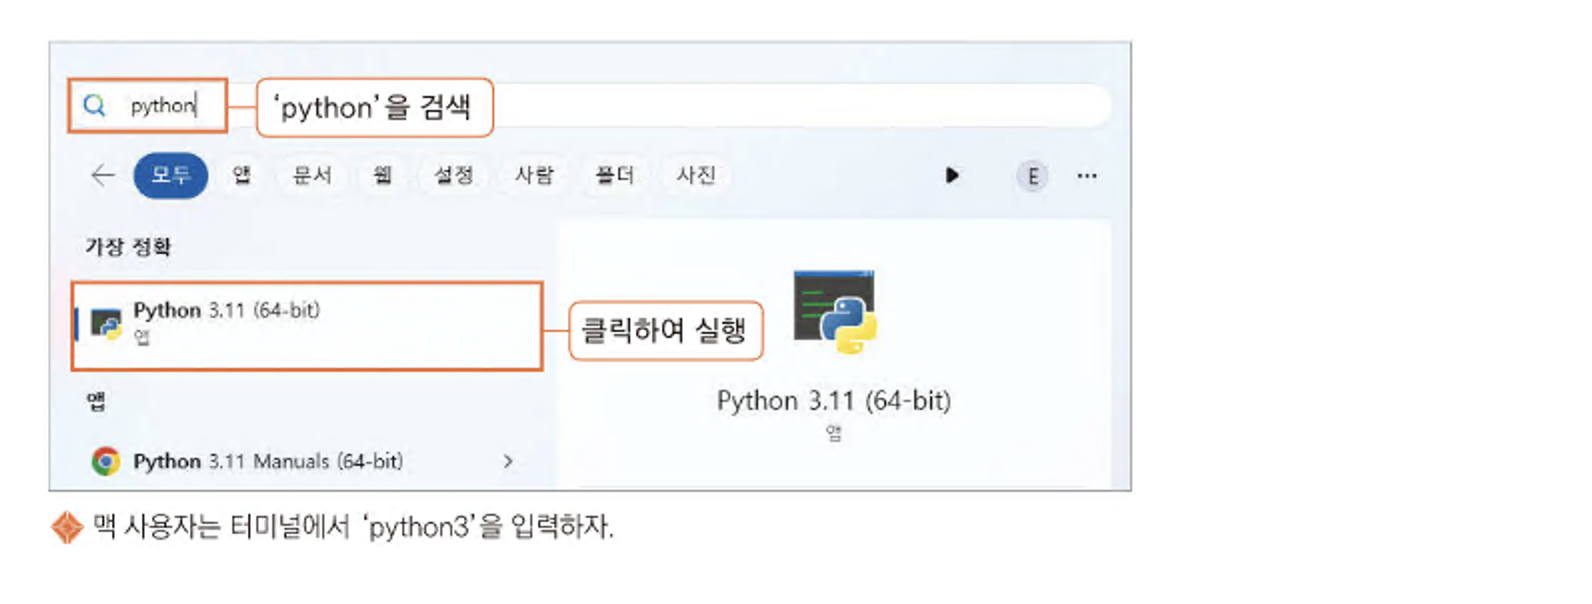 python
'python'을 검색
모두 앱 문서 웹 설정 사람 폴더 사진
E ...
가장 정확
Python 3.11 (64-bit)
앱
클릭하여 실행
Python 3.11 (64-bit)
앱
앱
Python 3.11 Manuals (64-bit)
맥 사용자는 터미널에서 'python3'을 입력하자.